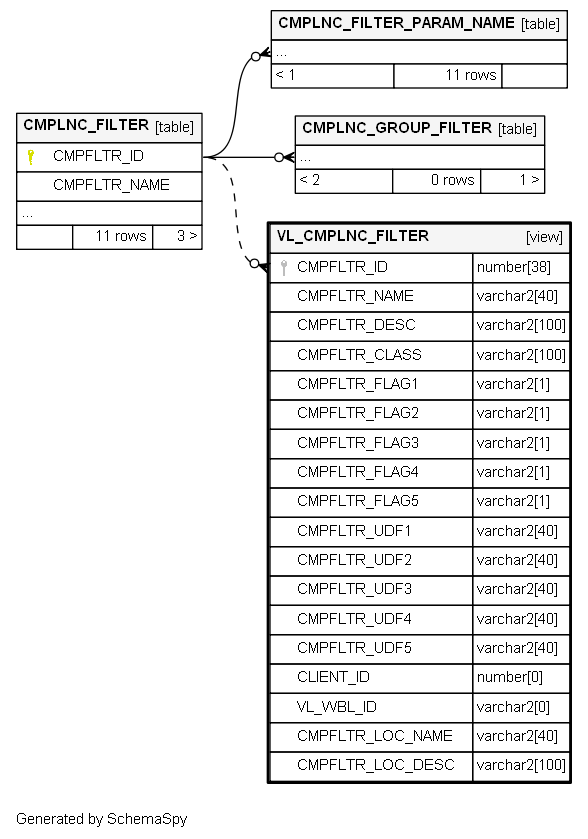 CMPLNC_FILTER_PARAM_NAME [table]
...
< 1 11 rows
CMPLNC_FILTER [table]
CMPFLTR_ID
CMPFLTR_NAME
...
11 rows 3 >
CMPLNC_GROUP_FILTER [table]
...
< 2 0 rows 1 >
VL_CMPLNC_FILTER [view]
CMPFLTR_ID number[38]
CMPFLTR_NAME varchar2[40]
CMPFLTR_DESC varchar2[100]
CMPFLTR_CLASS varchar2[100]
CMPFLTR_FLAG1 varchar2[1]
CMPFLTR_FLAG2 varchar2[1]
CMPFLTR_FLAG3 varchar2[1]
CMPFLTR_FLAG4 varchar2[1]
CMPFLTR_FLAG5 varchar2[1]
CMPFLTR_UDF1 varchar2[40]
CMPFLTR_UDF2 varchar2[40]
CMPFLTR_UDF3 varchar2[40]
CMPFLTR_UDF4 varchar2[40]
CMPFLTR_UDF5 varchar2[40]
CLIENT_ID number[0]
VL_WBL_ID varchar2[0]
CMPFLTR_LOC_NAME varchar2[40]
CMPFLTR_LOC_DESC varchar2[100]
Generated by SchemaSpy